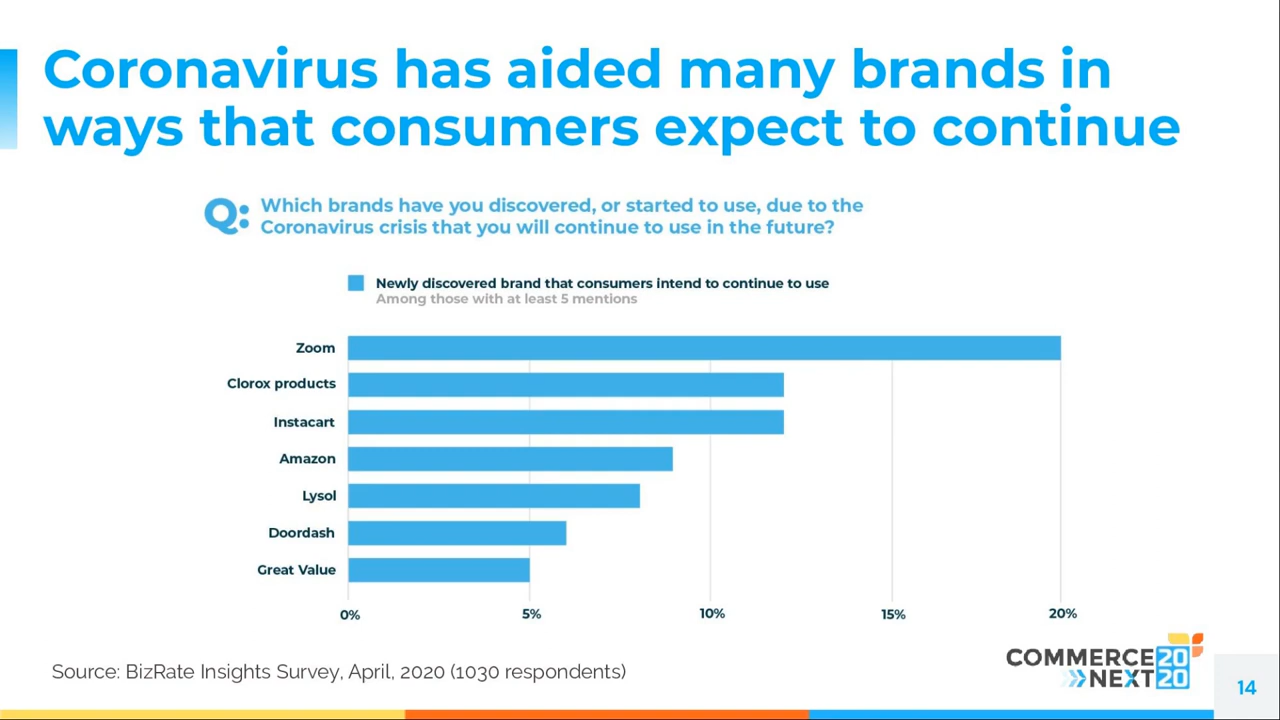 Coronavirus has aided many brands in
ways that consumers expect to continue
Q: Which brands have you discovered, or started to use, due to the
Coronavirus crisis that you will continue to use in the future?
Newly discovered brand that consumers intend to continue to use
Among those with at least 5 mentions
Zoom
Clorox products
Instacart
Amazon
Lysol
Doordash
Great Value
0% 5% 10% 15% 20%
Source: BizRate Insights Survey, April, 2020 (1030 respondents)
COMMERCE 20
NEXT 20
14